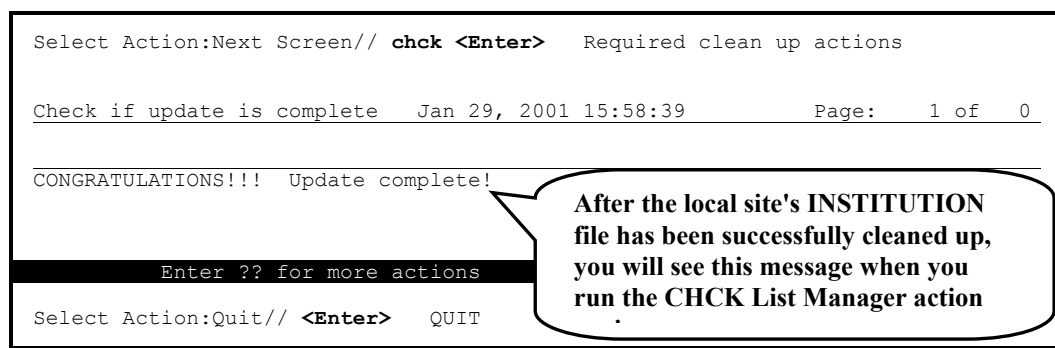 Select Action:Next Screen// chck <Enter>   Required clean up actions
Check if update is complete   Jan 29, 2001 15:58:39          Page:    1 of    0
CONGRATULATIONS!!!  Update complete!
After the local site's INSTITUTION
file has been successfully cleaned up,
you will see this message when you
run the CHCK List Manager action
Enter ?? for more actions
Select Action:Quit// <Enter>   QUIT